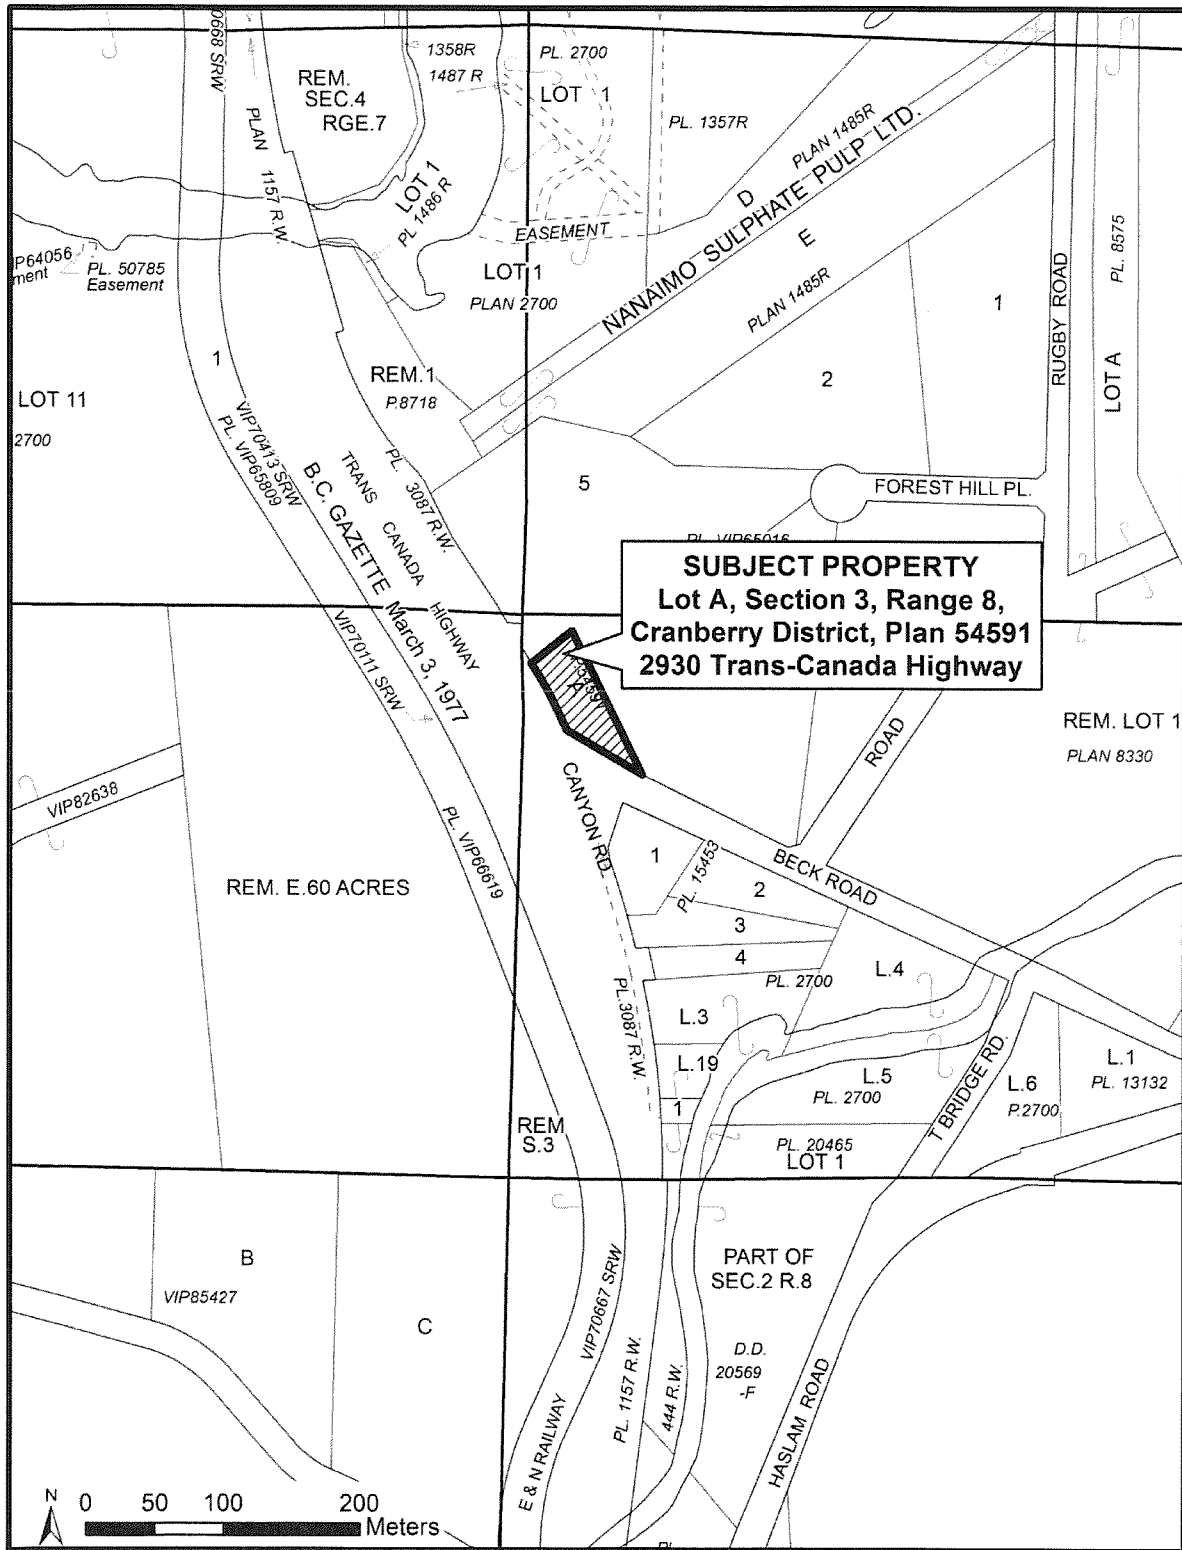 0668 SRW
PLAN 1157 R.W.
REM.
SEC.4
RGE.7
1358R
1487 R
PL. 2700
LOT 1
PL. 1357R
PLAN 1485R
NANAIMO SULPHATE PULP LTD.
D
E
PLAN 1485R
LOT 1
PL 1486 R
EASEMENT
LOT 1
PLAN 2700
P64056
ment
PL. 50785
Easement
RUGBY ROAD
PL. 8575
LOT A
1
2
1
LOT 11
2700
REM.1
P.8718
VIP70413 SRW
PL. VIP65809
B.C. GAZETTE March 3, 1977
TRANS CANADA HIGHWAY
PL. 3087 R.W.
5
FOREST HILL PL.
PL. VIP65016
SUBJECT PROPERTY
Lot A, Section 3, Range 8,
Cranberry District, Plan 54591
2930 Trans-Canada Highway
A
VIP70111 SRW
REM. LOT 1
PLAN 8330
ROAD
VIP82638
CANYON RD.
PL. VIP66619
REM. E.60 ACRES
1
PL. 15453
2
BECK ROAD
3
4
PL. 2700
L.4
PL.3087 R.W.
L.3
L.19
1
L.5
PL. 2700
T BRIDGE RD.
L.6
P.2700
L.1
PL. 13132
REM
S.3
PL. 20465
LOT 1
B
VIP85427
C
VIP70667 SRW
PART OF
SEC.2 R.8
D.D.
20569
-F
PL. 1157 R.W.
444 R.W.
E & N RAILWAY
HASLAM ROAD
PL.
N
0 50 100 200
Meters